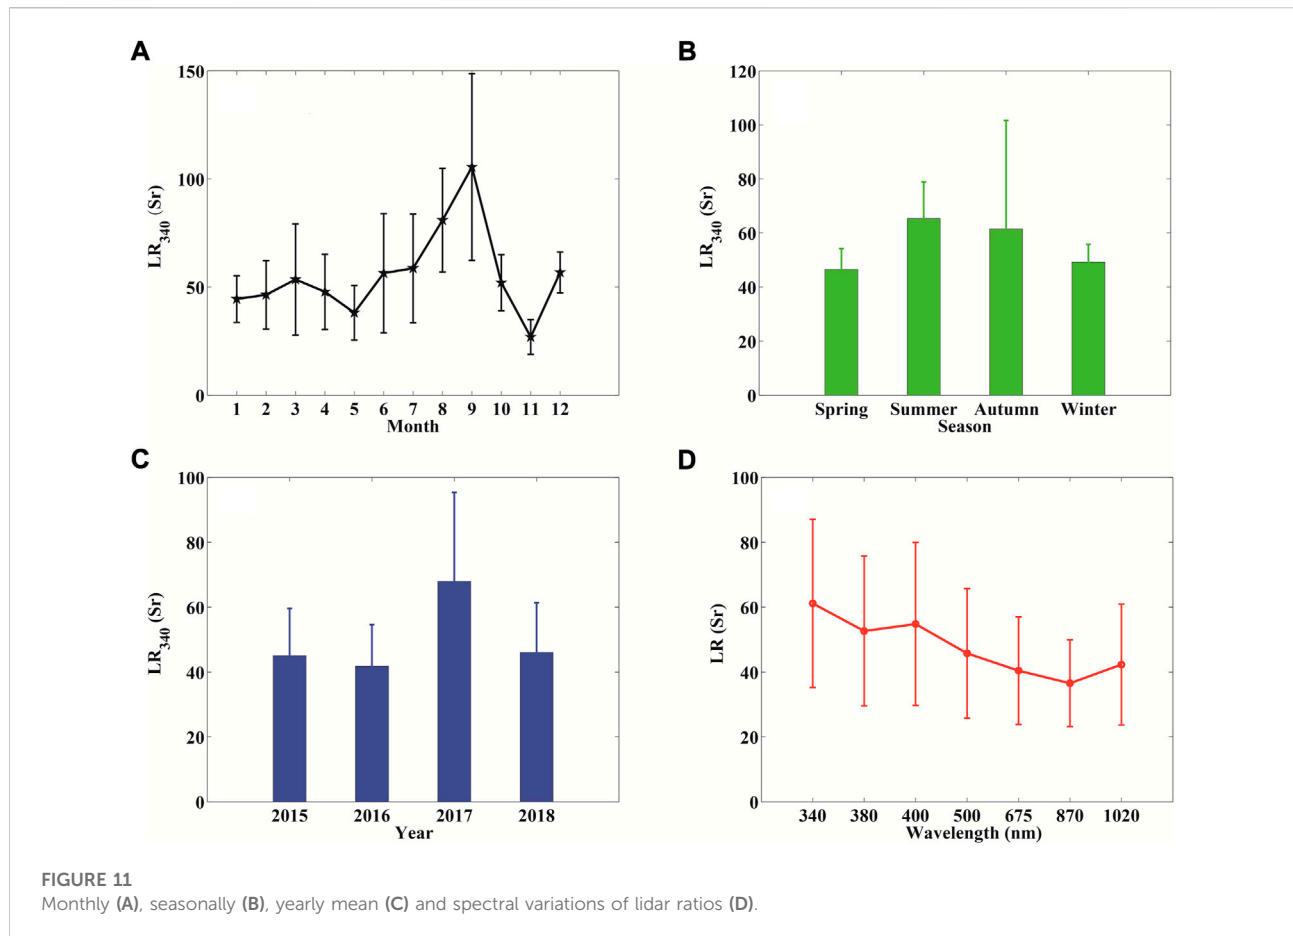 A
150
100
50
0
LR340 (Sr)
1 2 3 4 5 6 7 8 9 10 11 12
Month
B
120
100
80
60
40
20
0
LR340 (Sr)
Spring Summer Autumn Winter
Season
C
100
80
60
40
20
0
LR340 (Sr)
2015 2016 2017 2018
Year
D
100
80
60
40
20
0
LR (Sr)
340 380 400 500 675 870 1020
Wavelength (nm)
FIGURE 11
Monthly (A), seasonally (B), yearly mean (C) and spectral variations of lidar ratios (D).